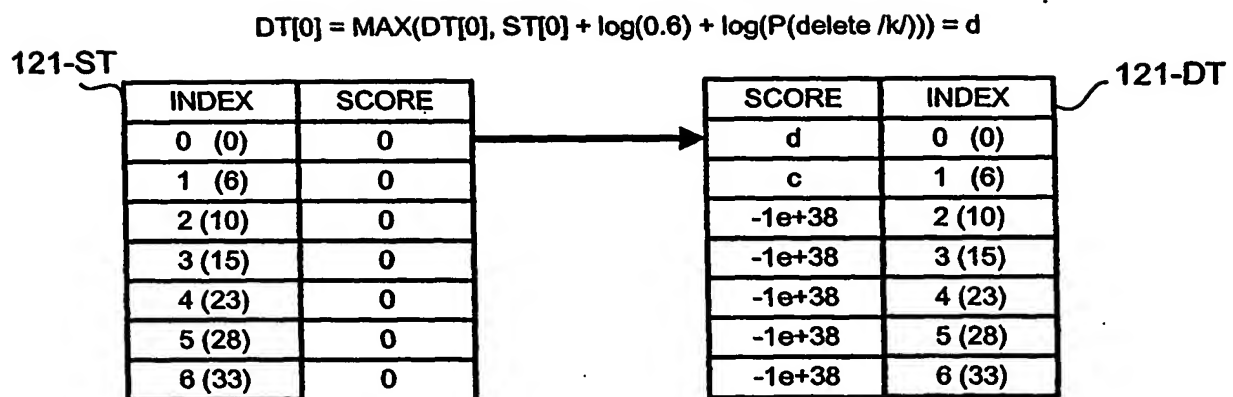 DT[0] = MAX(DT[0], ST[0] + log(0.6) + log(P(delete /k/))) = d
121-ST
121-DT
INDEX SCORE SCORE INDEX
0 (0) 0 d 0 (0)
1 (6) 0 c 1 (6)
2 (10) 0 -1e+38 2 (10)
3 (15) 0 -1e+38 3 (15)
4 (23) 0 -1e+38 4 (23)
5 (28) 0 -1e+38 5 (28)
6 (33) 0 -1e+38 6 (33)